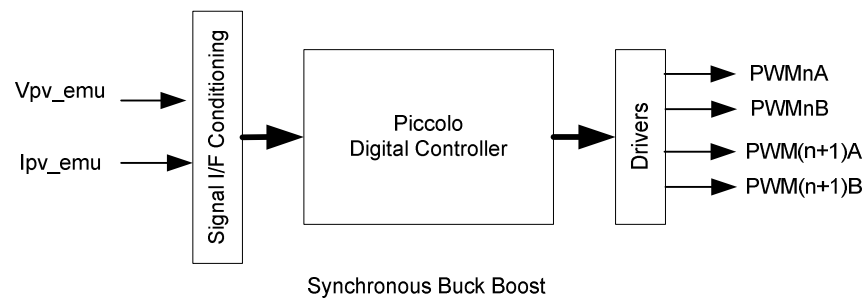 Vpv_emu
Ipv_emu
Signal I/F Conditioning
Piccolo
Digital Controller
Drivers
PWMnA
PWMnB
PWM(n+1)A
PWM(n+1)B
Synchronous Buck Boost